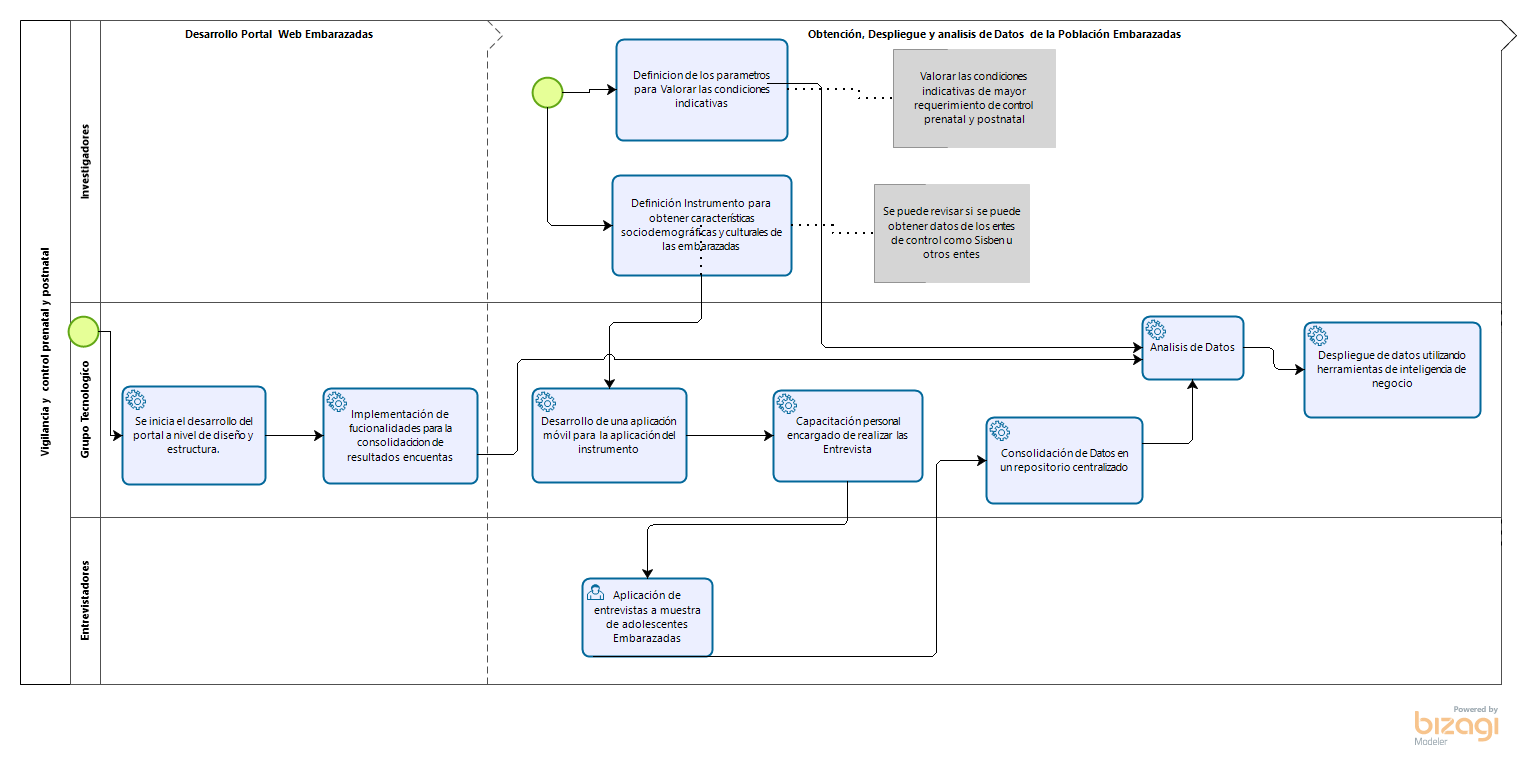 Desarrollo Portal Web Embarazadas
Obtención, Despliegue y analisis de Datos de la Población Embarazadas
Vigilancia y control prenatal y postnatal
Investigadores
Definicion de los parametros
para Valorar las condiciones
indicativas
Valorar las condiciones
indicativas de mayor
requerimiento de control
prenatal y postnatal
Definición Instrumento para
obtener características
sociodemográficas y culturales de
las embarazadas
Se puede revisar si se puede
obtener datos de los entes
de control como Sisben u
otros entes
Grupo Tecnologíco
Se inicia el desarrollo del
portal a nivel de diseño y
estructura.
Implementación de
fucionalidades para la
consolidacion de
resultados encuentas
Desarrollo de una aplicación
móvil para la aplicación del
instrumento
Capacitación personal
encargado de realizar las
Entrevista
Consolidación de Datos en
un repositorio centralizado
Analisis de Datos
Despliegue de datos utilizando
herramientas de inteligencia de
negocio
Entrevistadores
Aplicación de
entrevistas a muestra
de adolescentes
Embarazadas
Powered by
bizagi
Modeler